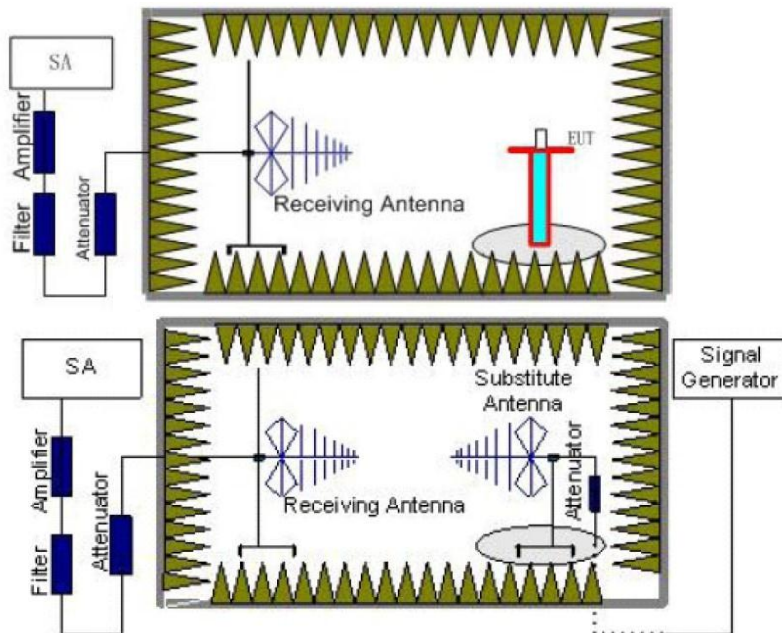 SA
Amplifier
Filter
Attenuator
EUT
Receiving Antenna
SA
Signal
Generator
Substitute
Antenna
Amplifier
Attenuator
Attenuator
Receiving Antenna
Filter